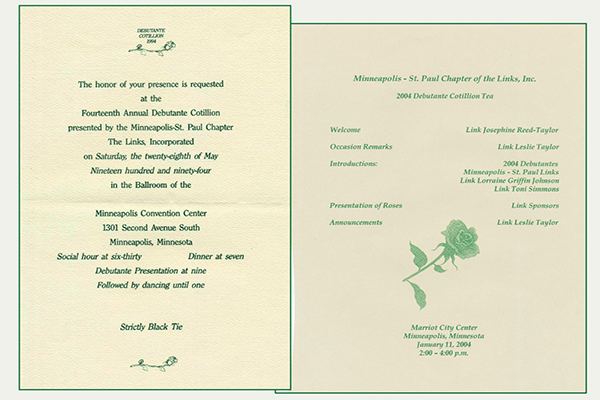 DEBUTANTE
COTILLION
1994
The honor of your presence is requested
at the
Fourteenth Annual Debutante Cotillion
presented by the Minneapolis-St. Paul Chapter
The Links, Incorporated
on Saturday, the twenty-eighth of May
Nineteen hundred and ninety-four
in the Ballroom of the
Minneapolis Convention Center
1301 Second Avenue South
Minneapolis, Minnesota
Social hour at six-thirty Dinner at seven
Debutante Presentation at nine
Followed by dancing until one
Strictly Black Tie
Minneapolis - St. Paul Chapter of the Links, Inc.
2004 Debutante Cotillion Tea
Welcome Link Josephine Reed-Taylor
Occasion Remarks Link Leslie Taylor
Introductions: 2004 Debutantes
Minneapolis - St. Paul Links
Link Lorraine Griffin Johnson
Link Toni Simmons
Presentation of Roses Link Sponsors
Announcements Link Leslie Taylor
Marriot City Center
Minneapolis, Minnesota
January 11, 2004
2:00 – 4:00 p.m.